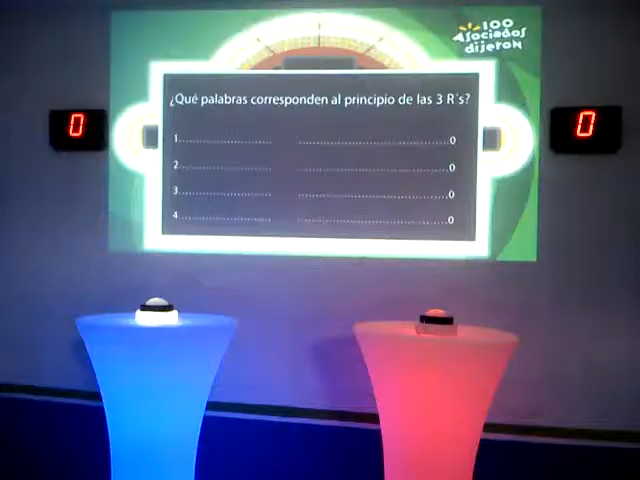 100
Asociados
dijeron
¿Qué palabras corresponden al principio de las 3 R's?
0
0
1.......................... ..........................................0
2.......................... ..........................................0
3.......................... ..........................................0
4.......................... ..........................................0